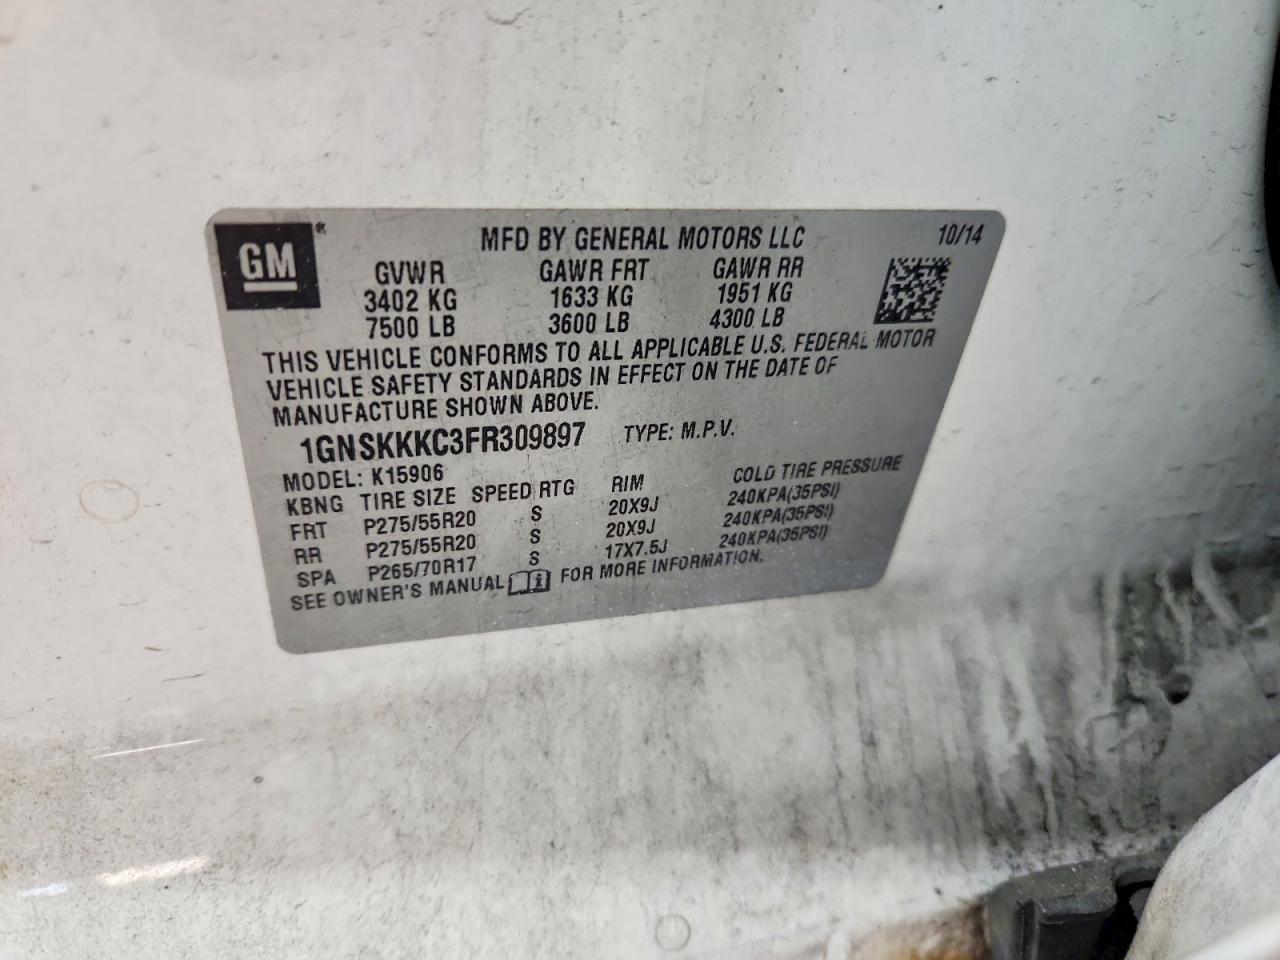 GM ®
MFD BY GENERAL MOTORS LLC 10/14
GVWR GAWR FRT GAWR RR
3402 KG 1633 KG 1951 KG
7500 LB 3600 LB 4300 LB
THIS VEHICLE CONFORMS TO ALL APPLICABLE U.S. FEDERAL MOTOR
VEHICLE SAFETY STANDARDS IN EFFECT ON THE DATE OF
MANUFACTURE SHOWN ABOVE.
1GNSKKKC3FR309897 TYPE: M.P.V.
MODEL: K15906
KBNG TIRE SIZE SPEED RTG RIM COLD TIRE PRESSURE
FRT P275/55R20 S 20X9J 240KPA(35PSI)
RR P275/55R20 S 20X9J 240KPA(35PSI)
SPA P265/70R17 S 17X7.5J 240KPA(35PSI)
SEE OWNER'S MANUAL FOR MORE INFORMATION.